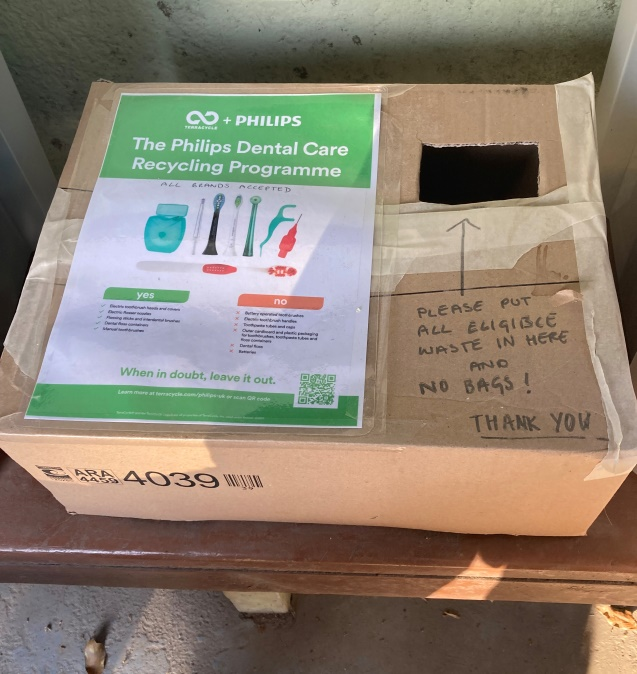 TERRACYCLE + PHILIPS
The Philips Dental Care
Recycling Programme
ALL BRANDS ACCEPTED
yes
Electric toothbrush heads and covers
Electric flosser nozzles
Flossing sticks and interdental brushes
Dental floss containers
Manual toothbrushes
no
Battery operated toothbrushes
Electric toothbrush handles
Toothpaste tubes and caps
Outer cardboard and plastic packaging
for toothbrushes, toothpaste tubes and
floss containers
Dental floss
Batteries
When in doubt, leave it out.
Learn more at terracycle.com/philips-uk or scan QR code
PLEASE PUT
ALL ELIGIBLE
WASTE IN HERE
AND
NO BAGS!
THANK YOU
ARA
4459
4039